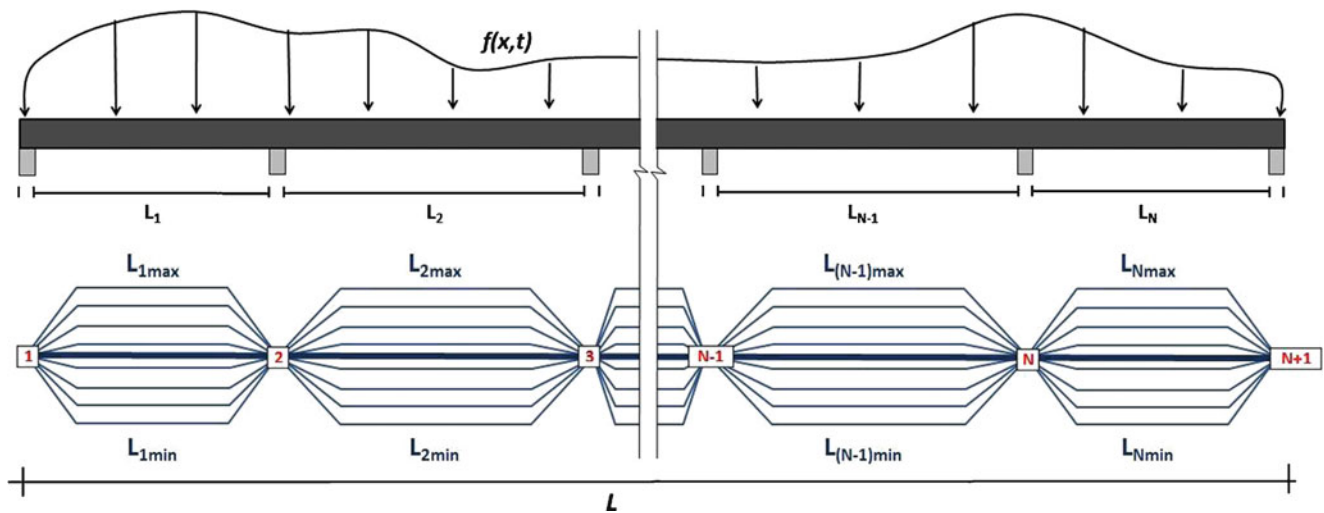 f(x,t)
L1 L2 LN-1 LN
L1max L2max L(N-1)max LNmax
1 2 3 N-1 N N+1
L1min L2min L(N-1)min LNmin
L